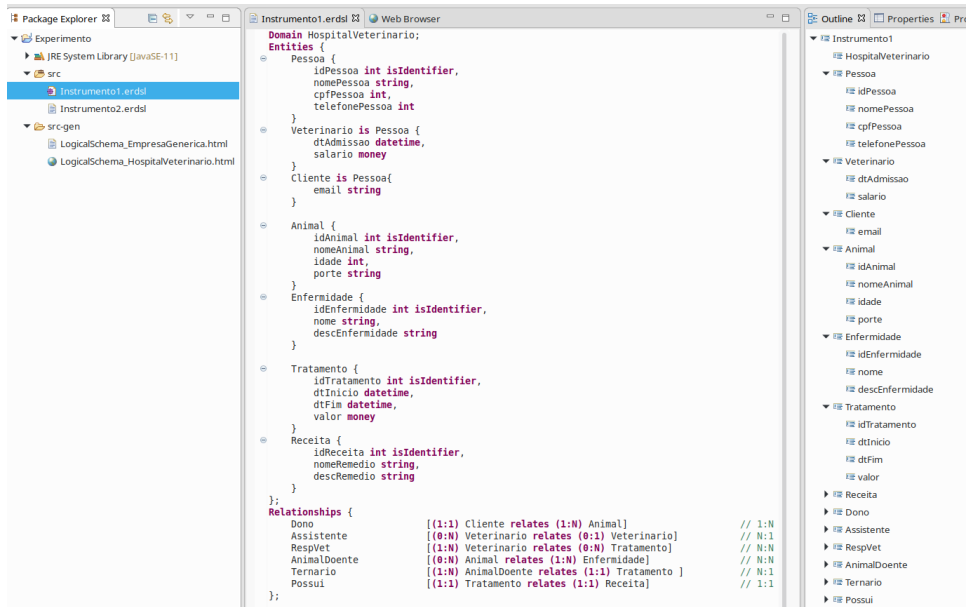 Package Explorer
Experimento
JRE System Library [JavaSE-11]
src
Instrumento1.erdsl
Instrumento2.erdsl
src-gen
LogicalSchema_EmpresaGenerica.html
LogicalSchema_HospitalVeterinario.html
Instrumento1.erdsl
Web Browser
Domain HospitalVeterinario;
Entities {
Pessoa {
idPessoa int isIdentifier,
nomePessoa string,
cpfPessoa int,
telefonePessoa int
}
Veterinario is Pessoa {
dtAdmissao datetime,
salario money
}
Cliente is Pessoa{
email string
}
Animal {
idAnimal int isIdentifier,
nomeAnimal string,
idade int,
porte string
}
Enfermidade {
idEnfermidade int isIdentifier,
nome string,
descEnfermidade string
}
Tratamento {
idTratamento int isIdentifier,
dtInicio datetime,
dtFim datetime,
valor money
}
Receita {
idReceita int isIdentifier,
nomeRemedio string,
descRemedio string
}
};
Relationships {
Dono [(1:1) Cliente relates (1:N) Animal] // 1:N
Assistente [(0:N) Veterinario relates (0:1) Veterinario] // N:1
RespVet [(1:N) Veterinario relates (0:N) Tratamento] // N:N
AnimalDoente [(0:N) Animal relates (1:N) Enfermidade] // N:N
Ternario [(1:N) AnimalDoente relates (1:1) Tratamento ] // N:1
Possui [(1:1) Tratamento relates (1:1) Receita] // 1:1
};
Outline
Properties
Pro
Instrumento1
HospitalVeterinario
Pessoa
idPessoa
nomePessoa
cpfPessoa
telefonePessoa
Veterinario
dtAdmissao
salario
Cliente
email
Animal
idAnimal
nomeAnimal
idade
porte
Enfermidade
idEnfermidade
nome
descEnfermidade
Tratamento
idTratamento
dtInicio
dtFim
valor
Receita
Dono
Assistente
RespVet
AnimalDoente
Ternario
Possui